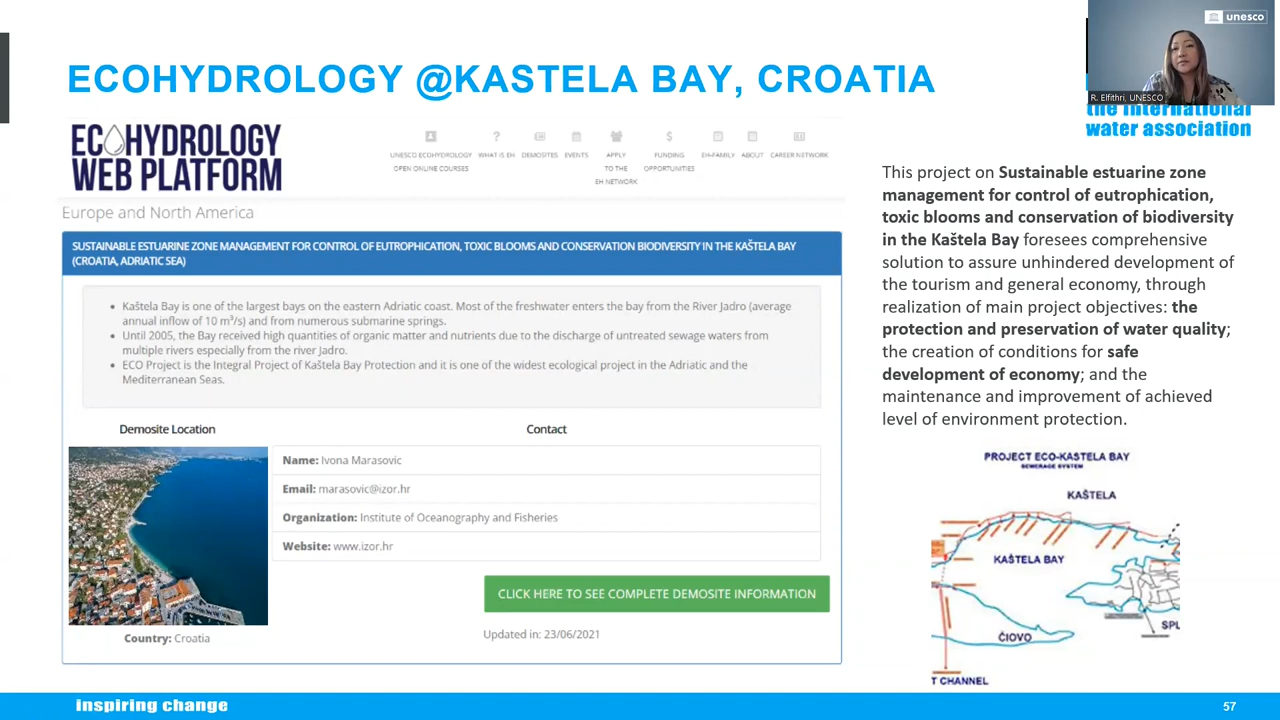 unesco
R. Elfithri, UNESCO
the international
water association
ECOHYDROLOGY @KASTELA BAY, CROATIA
ECOHYDROLOGY
WEB PLATFORM
UNESCO ECOHYDROLOGY
OPEN ONLINE COURSES
WHAT IS EH
DEMOSITES
EVENTS
APPLY
TO THE
EH NETWORK
FUNDING
OPPORTUNITIES
EH-FAMILY
ABOUT
CAREER NETWORK
Europe and North America
SUSTAINABLE ESTUARINE ZONE MANAGEMENT FOR CONTROL OF EUTROPHICATION, TOXIC BLOOMS AND CONSERVATION BIODIVERSITY IN THE KAŠTELA BAY
(CROATIA, ADRIATIC SEA)
• Kaštela Bay is one of the largest bays on the eastern Adriatic coast. Most of the freshwater enters the bay from the River Jadro (average
annual inflow of 10 m³/s) and from numerous submarine springs.
• Until 2005, the Bay received high quantities of organic matter and nutrients due to the discharge of untreated sewage waters from
multiple rivers especially from the river Jadro.
• ECO Project is the Integral Project of Kaštela Bay Protection and it is one of the widest ecological project in the Adriatic and the
Mediterranean Seas.
Demosite Location
Contact
Name: Ivona Marasovic
Email: marasovic@izor.hr
Organization: Institute of Oceanography and Fisheries
Website: www.izor.hr
CLICK HERE TO SEE COMPLETE DEMOSITE INFORMATION
Country: Croatia
Updated in: 23/06/2021
This project on Sustainable estuarine zone
management for control of eutrophication,
toxic blooms and conservation of biodiversity
in the Kaštela Bay foresees comprehensive
solution to assure unhindered development of
the tourism and general economy, through
realization of main project objectives: the
protection and preservation of water quality;
the creation of conditions for safe
development of economy; and the
maintenance and improvement of achieved
level of environment protection.
PROJECT ECO-KASTELA BAY
SEWERAGE SYSTEM
KAŠTELA
KAŠTELA BAY
ČIOVO
SPL
T CHANNEL
inspiring change
57